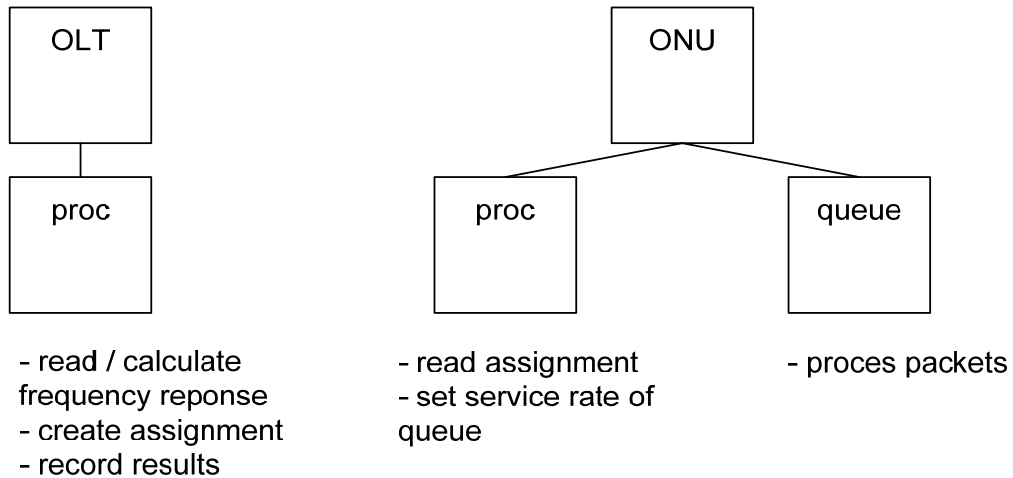 OLT
ONU
proc
proc
queue
- read / calculate
frequency reponse
- create assignment
- record results
- read assignment
- set service rate of
queue
- proces packets